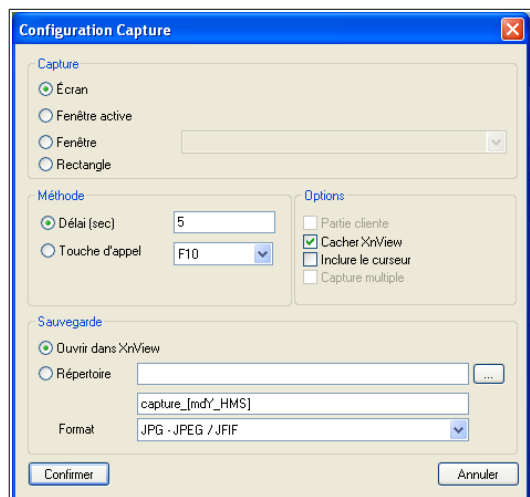 Configuration Capture
Capture
Écran
Fenêtre active
Fenêtre
Rectangle
Méthode
Délai (sec)
5
Touche d'appel
F10
Options
Partie cliente
Cacher XnView
Inclure le curseur
Capture multiple
Sauvegarde
Ouvrir dans XnView
Répertoire
...
capture_[mdY_HMS]
Format
JPG - JPEG / JFIF
Confirmer
Annuler